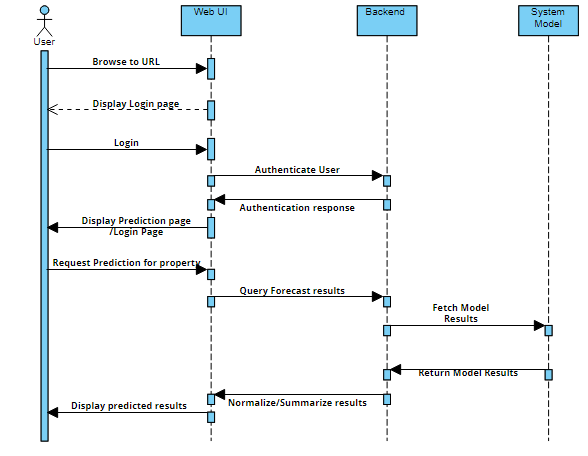 User
Web UI
Backend
System
Model
Browse to URL
Display Login page
Login
Authenticate User
Authentication response
Display Prediction page
/Login Page
Request Prediction for property
Query Forecast results
Fetch Model
Results
Return Model Results
Normalize/Summarize results
Display predicted results